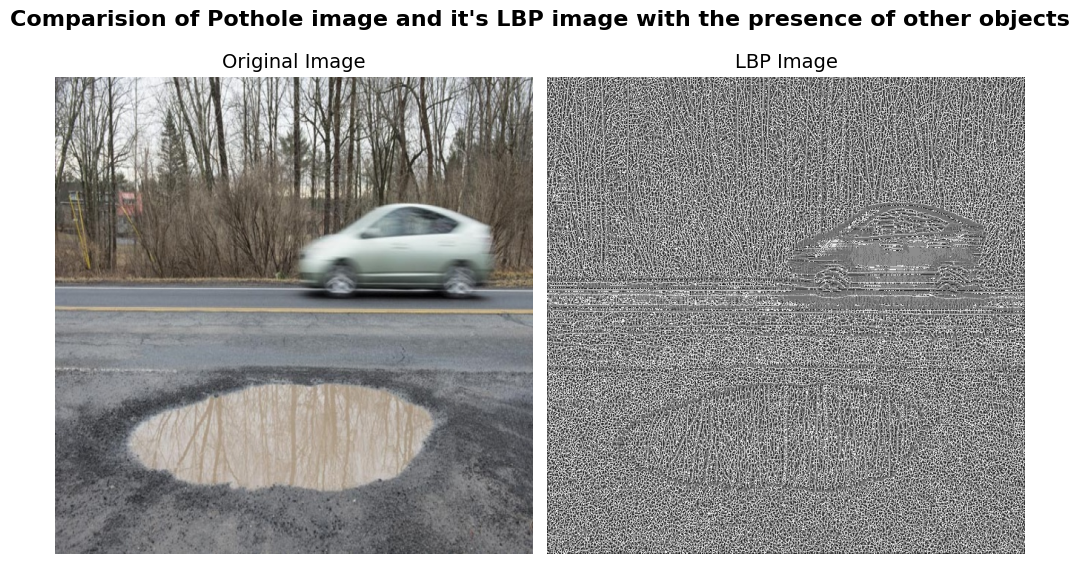 Comparision of Pothole image and it's LBP image with the presence of other objects
Original Image
LBP Image